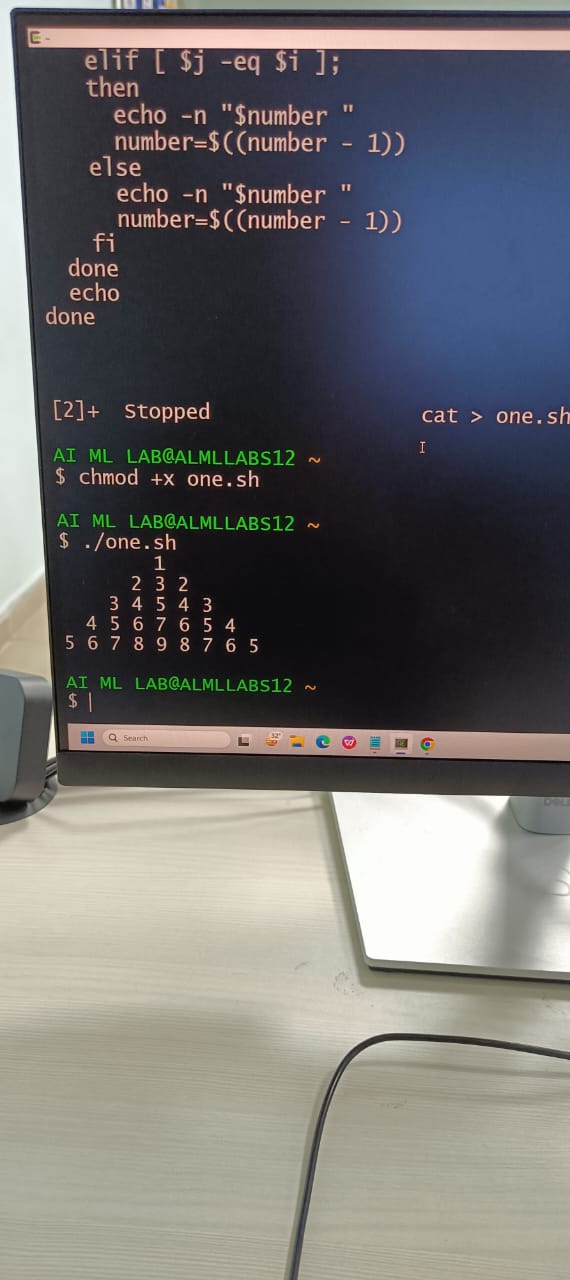 elif [ $j -eq $i ];
then
echo -n "$number "
number=$((number - 1))
else
echo -n "$number "
number=$((number - 1))
fi
done
echo
done
[2]+  Stopped                 cat > one.sh
AI ML LAB@ALMLLABS12 ~
$ chmod +x one.sh
AI ML LAB@ALMLLABS12 ~
$ ./one.sh
1
2 3 2
3 4 5 4 3
4 5 6 7 6 5 4
5 6 7 8 9 8 7 6 5
AI ML LAB@ALMLLABS12 ~
$
Search
32°